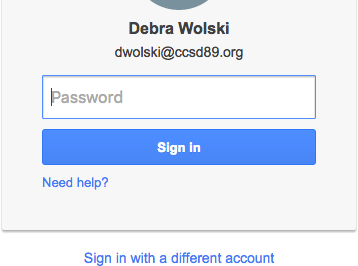 Debra Wolski
dwolski@ccsd89.org
Password
Sign in
Need help?
Sign in with a different account